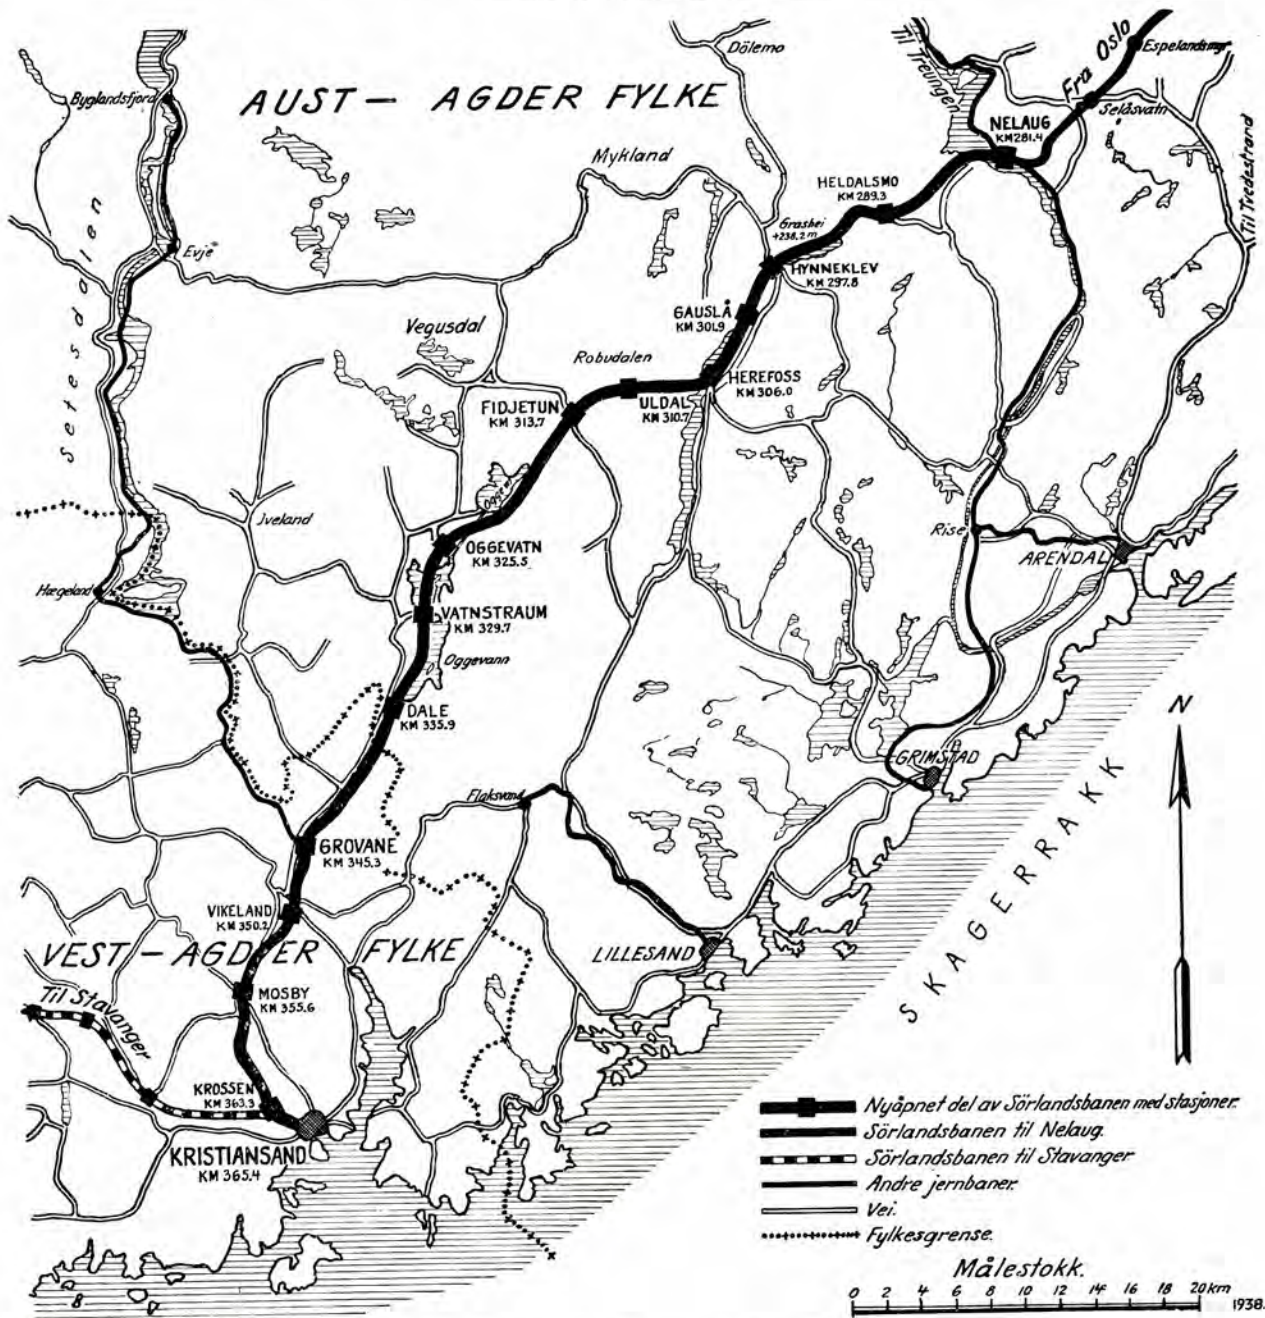 Dölemo
Til Treungen
Fra Oslo
Espelandsmyr
Byglandsfjord
AUST - AGDER FYLKE
Selåsvatn
NELAUG
KM 281.4
Til Tvedestrand
Mykland
HELDALSMO
KM 289.3
Setesdalen
Evje
Grashei
+238.2 m
HYNNEKLEV
KM 297.8
GAUSLÅ
KM 301.9
Vegusdal
Robudalen
HEREFOSS
KM 306.0
FIDJETUN
KM 313.7
ULDAL
KM 310.7
Iveland
Rise
OGGEVATN
KM 325.5
ARENDAL
Hægeland
VATNSTRAUM
KM 329.7
Oggevann
DALE
KM 335.9
N
GRIMSTAD
Flaksvand
GROVANE
KM 345.3
SKAGERRAKK
VIKELAND
KM 350.2
VEST - AGDER FYLKE
LILLESAND
MOSBY
KM 355.6
Til Stavanger
KROSSEN
KM 363.3
KRISTIANSAND
KM 365.4
Nyåpnet del av Sörlandsbanen med stasjoner.
Sörlandsbanen til Nelaug.
Sörlandsbanen til Stavanger
Andre jernbaner.
Vei.
Fylkesgrense.
Målestokk.
0 2 4 6 8 10 12 14 16 18 20 km
1938.